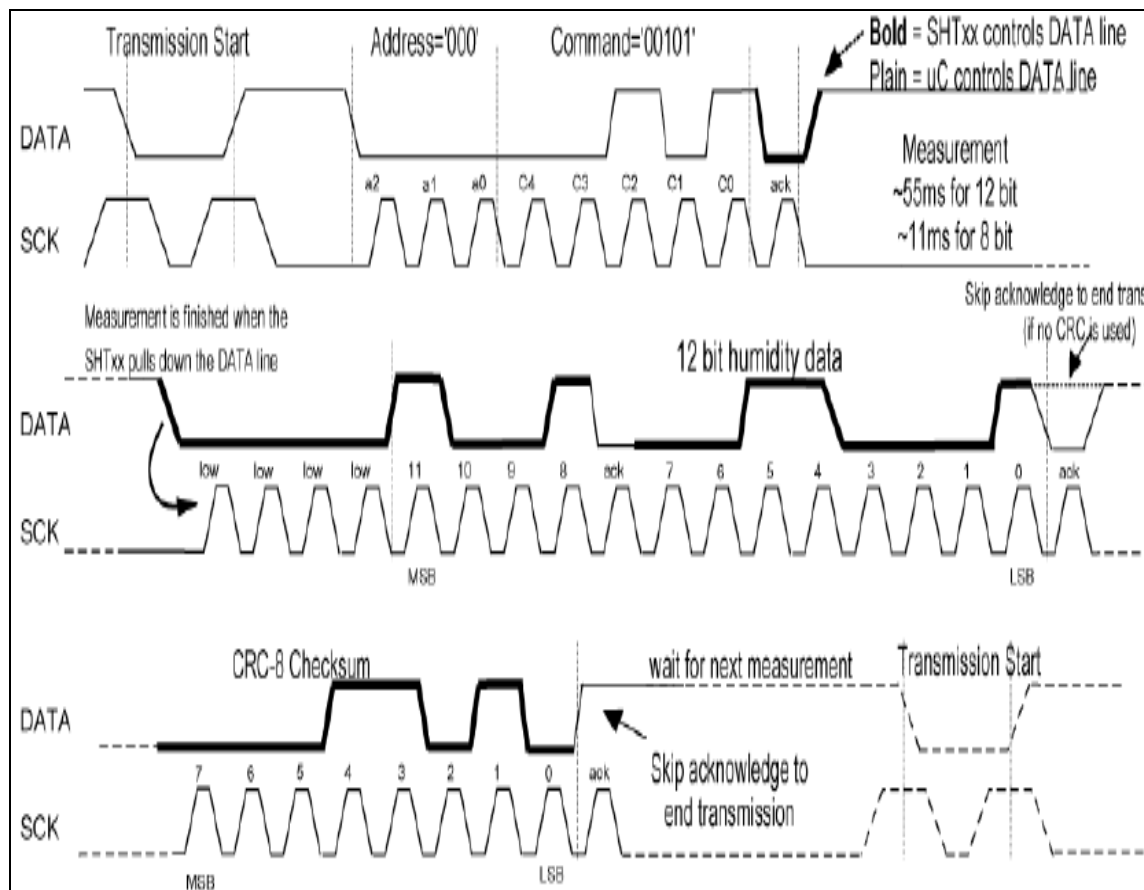 Transmission Start
Address='000'
Command='00101'
Bold = SHTxx controls DATA line
Plain = uC controls DATA line
DATA
Measurement
~55ms for 12 bit
~11ms for 8 bit
a2 a1 a0 C4 C3 C2 C1 C0 ack
SCK
Measurement is finished when the
SHTxx pulls down the DATA line
Skip acknowledge to end trans
(if no CRC is used)
12 bit humidity data
DATA
low low low low 11 10 9 8 ack 7 6 5 4 3 2 1 0 ack
SCK
MSB LSB
CRC-8 Checksum
wait for next measurement
Transmission Start
DATA
Skip acknowledge to
end transmission
7 6 5 4 3 2 1 0 ack
SCK
MSB LSB